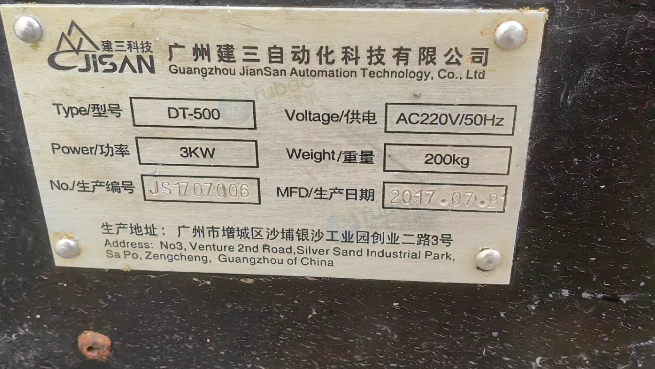 建三科技
JISAN
广州建三自动化科技有限公司
Guangzhou JianSan Automation Technology, Co., Ltd
Type/型号 DT-500 Voltage/供电 AC220V/50Hz
Power/功率 3KW Weight/重量 200kg
No./生产编号 JS1707006 MFD/生产日期 2017.07.21
生产地址: 广州市增城区沙埔银沙工业园创业二路3号
Address: No3, Venture 2nd Road,Silver Sand Industrial Park,
Sa Po, Zengcheng, Guangzhou of China